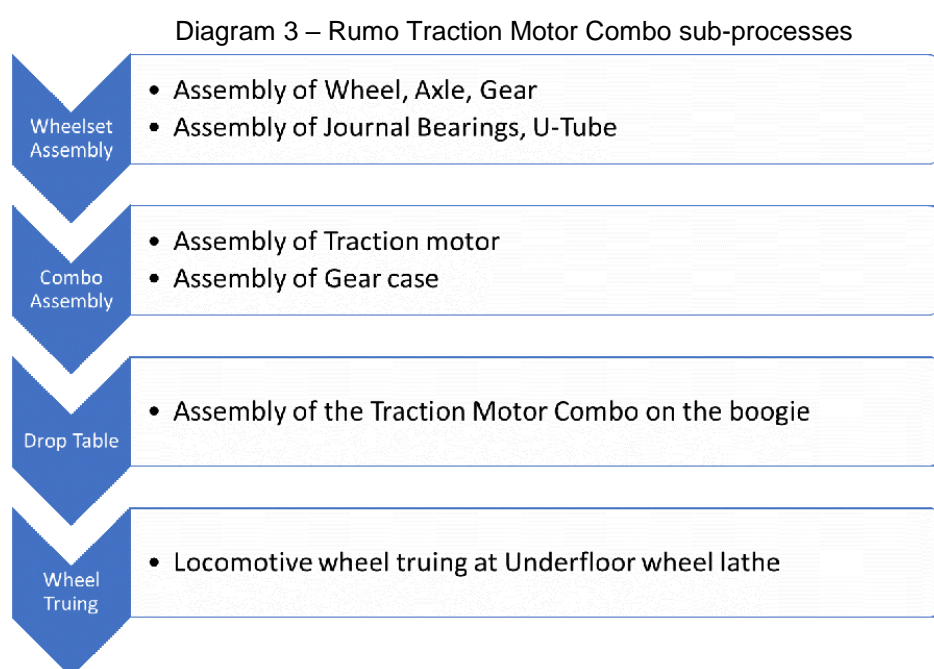 Diagram 3 – Rumo Traction Motor Combo sub-processes
Wheelset
Assembly
• Assembly of Wheel, Axle, Gear
• Assembly of Journal Bearings, U-Tube
Combo
Assembly
• Assembly of Traction motor
• Assembly of Gear case
Drop Table
• Assembly of the Traction Motor Combo on the boogie
Wheel
Truing
• Locomotive wheel truing at Underfloor wheel lathe